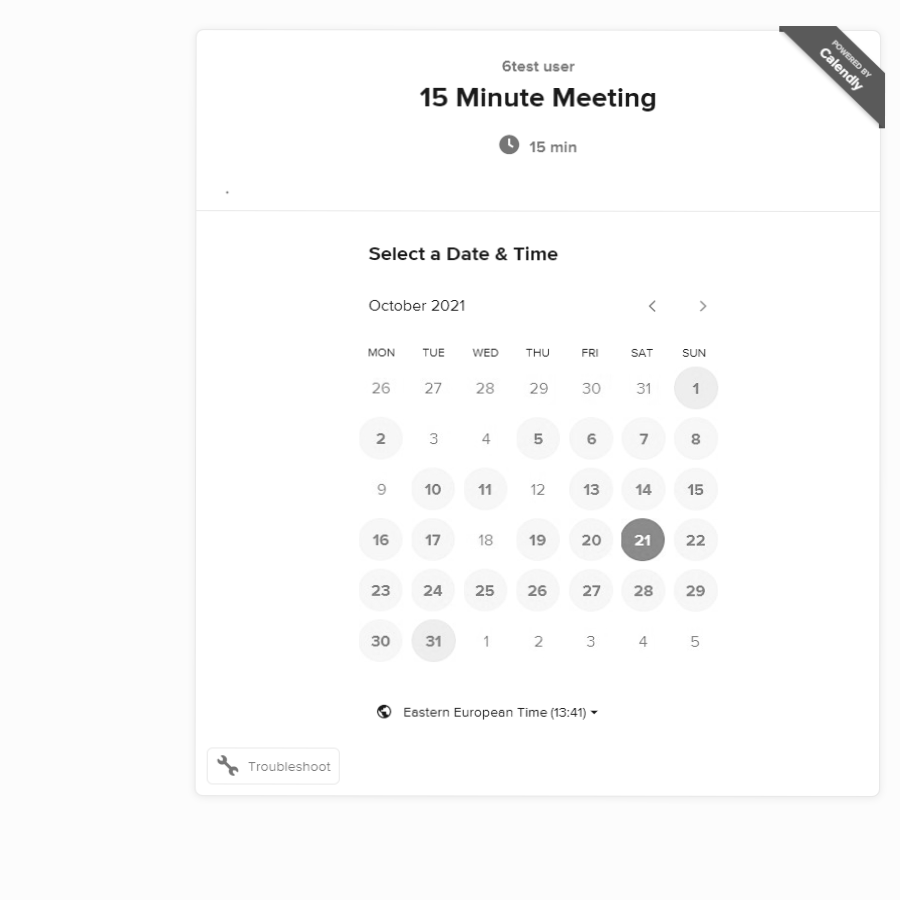 POWERED BY
Calendly
6test user
15 Minute Meeting
15 min
.
Select a Date & Time
October 2021
MON TUE WED THU FRI SAT SUN
26 27 28 29 30 31 1
2 3 4 5 6 7 8
9 10 11 12 13 14 15
16 17 18 19 20 21 22
23 24 25 26 27 28 29
30 31 1 2 3 4 5
Eastern European Time (13:41)
Troubleshoot